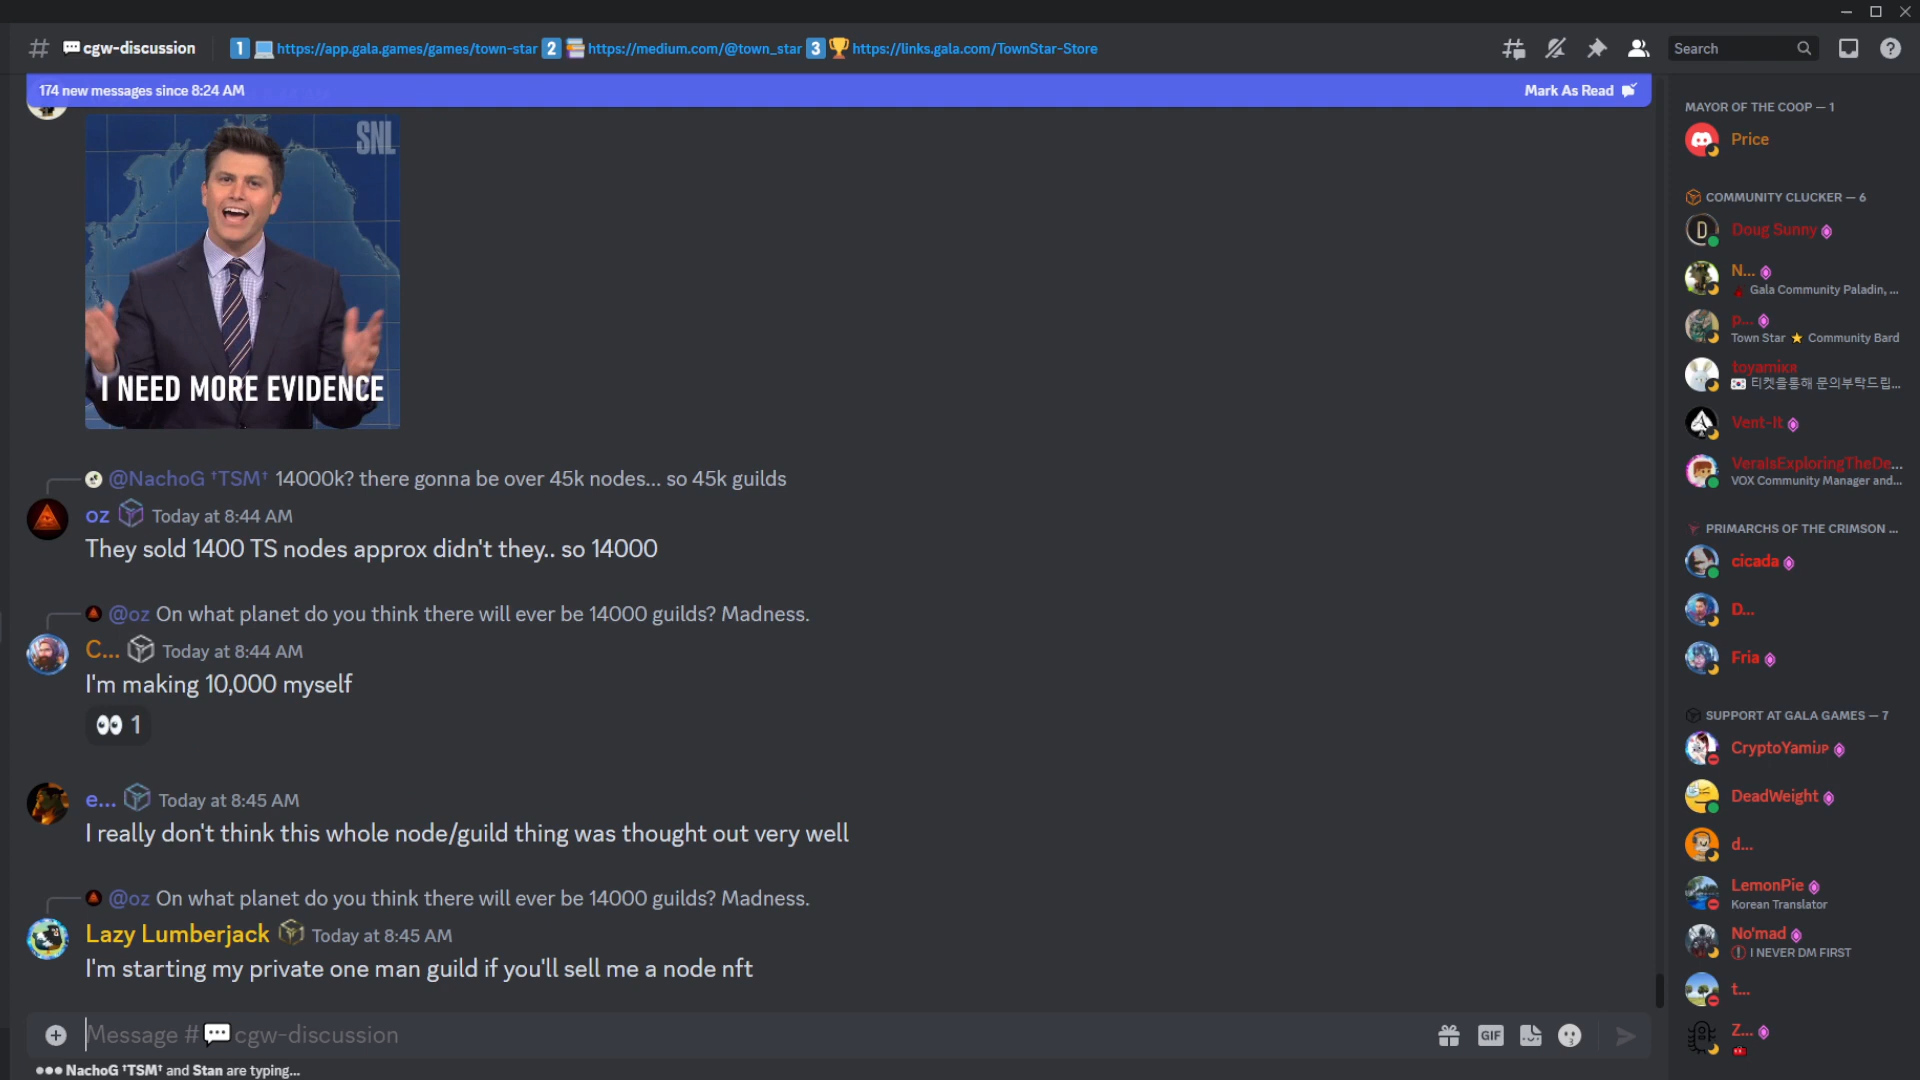 # 💬 cgw-discussion
1 💻 https://app.gala.games/games/town-star 2 📚 https://medium.com/@town_star 3 🏆 https://links.gala.com/TownStar-Store
Search
174 new messages since 8:24 AM
Mark As Read
SNL
I NEED MORE EVIDENCE
@NachoG †TSM† 14000k? there gonna be over 45k nodes... so 45k guilds
oz Today at 8:44 AM
They sold 1400 TS nodes approx didn't they.. so 14000
@oz On what planet do you think there will ever be 14000 guilds? Madness.
C... Today at 8:44 AM
I'm making 10,000 myself
👀 1
e... Today at 8:45 AM
I really don't think this whole node/guild thing was thought out very well
@oz On what planet do you think there will ever be 14000 guilds? Madness.
Lazy Lumberjack Today at 8:45 AM
I'm starting my private one man guild if you'll sell me a node nft
Message #💬 cgw-discussion
GIF
NachoG †TSM† and Stan are typing...
MAYOR OF THE COOP — 1
Price
COMMUNITY CLUCKER — 6
D
Doug Sunny
N...
Gala Community Paladin, ...
p...
Town Star ⭐ Community Bard
toyamiKR
🇰🇷 티켓을통해 문의부탁드립...
Vent-It
VeraIsExploringTheDe...
VOX Community Manager and...
PRIMARCHS OF THE CRIMSON ...
cicada
D...
Fria
SUPPORT AT GALA GAMES — 7
CryptoYamiJP
DeadWeight
d...
LemonPie
Korean Translator
No'mad
I NEVER DM FIRST
t...
Z...